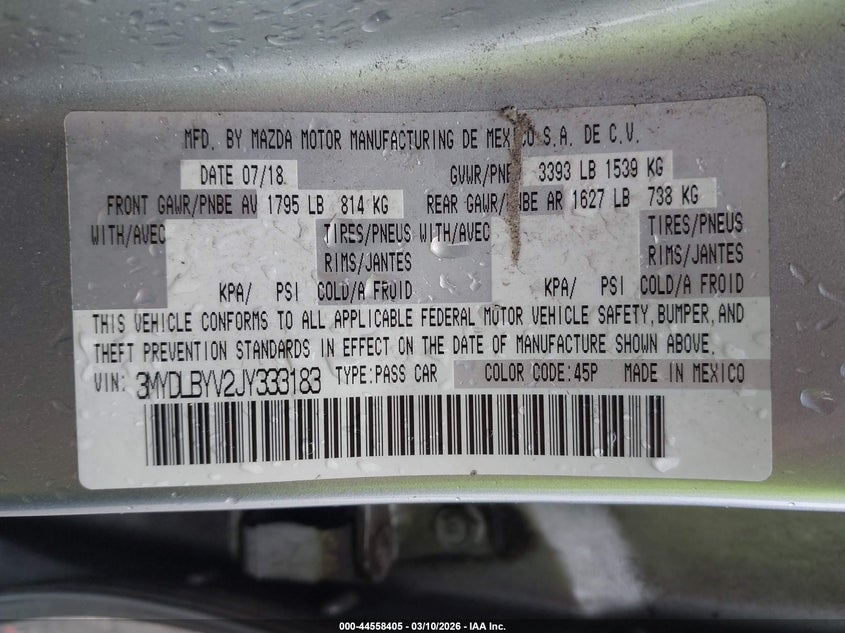 MFD. BY MAZDA MOTOR MANUFACTURING DE MEXICO S.A. DE C.V.
DATE 07/18 GVWR/PNBE 3393 LB 1539 KG
FRONT GAWR/PNBE AV 1795 LB 814 KG REAR GAWR/PNBE AR 1627 LB 738 KG
WITH/AVEC TIRES/PNEUS WITH/AVEC TIRES/PNEUS
RIMS/JANTES RIMS/JANTES
KPA/ PSI COLD/A FROID KPA/ PSI COLD/A FROID
THIS VEHICLE CONFORMS TO ALL APPLICABLE FEDERAL MOTOR VEHICLE SAFETY, BUMPER, AND
THEFT PREVENTION STANDARDS IN EFFECT ON THE DATE OF MANUFACTURE SHOWN ABOVE.
VIN: 3MYDLBYV2JY333183 TYPE:PASS CAR COLOR CODE:45P MADE IN MEXICO
000-44558405 - 03/10/2026 - IAA Inc.